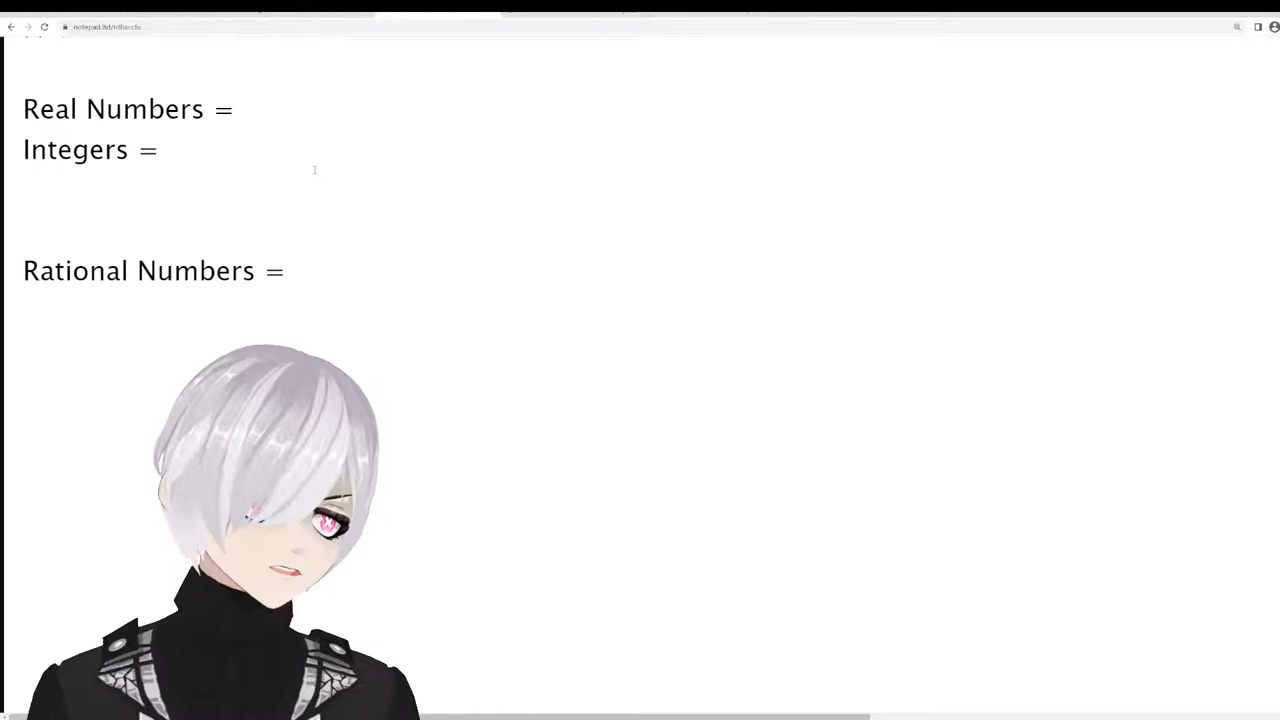 Real Numbers =
Integers =
Rational Numbers =